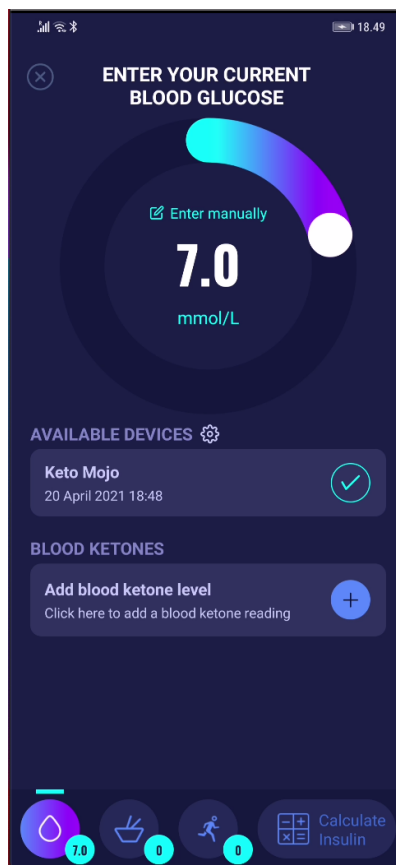 18.49
ENTER YOUR CURRENT
BLOOD GLUCOSE
Enter manually
7.0
mmol/L
AVAILABLE DEVICES
Keto Mojo
20 April 2021 18:48
BLOOD KETONES
Add blood ketone level
Click here to add a blood ketone reading
7.0
0
0
Calculate
Insulin